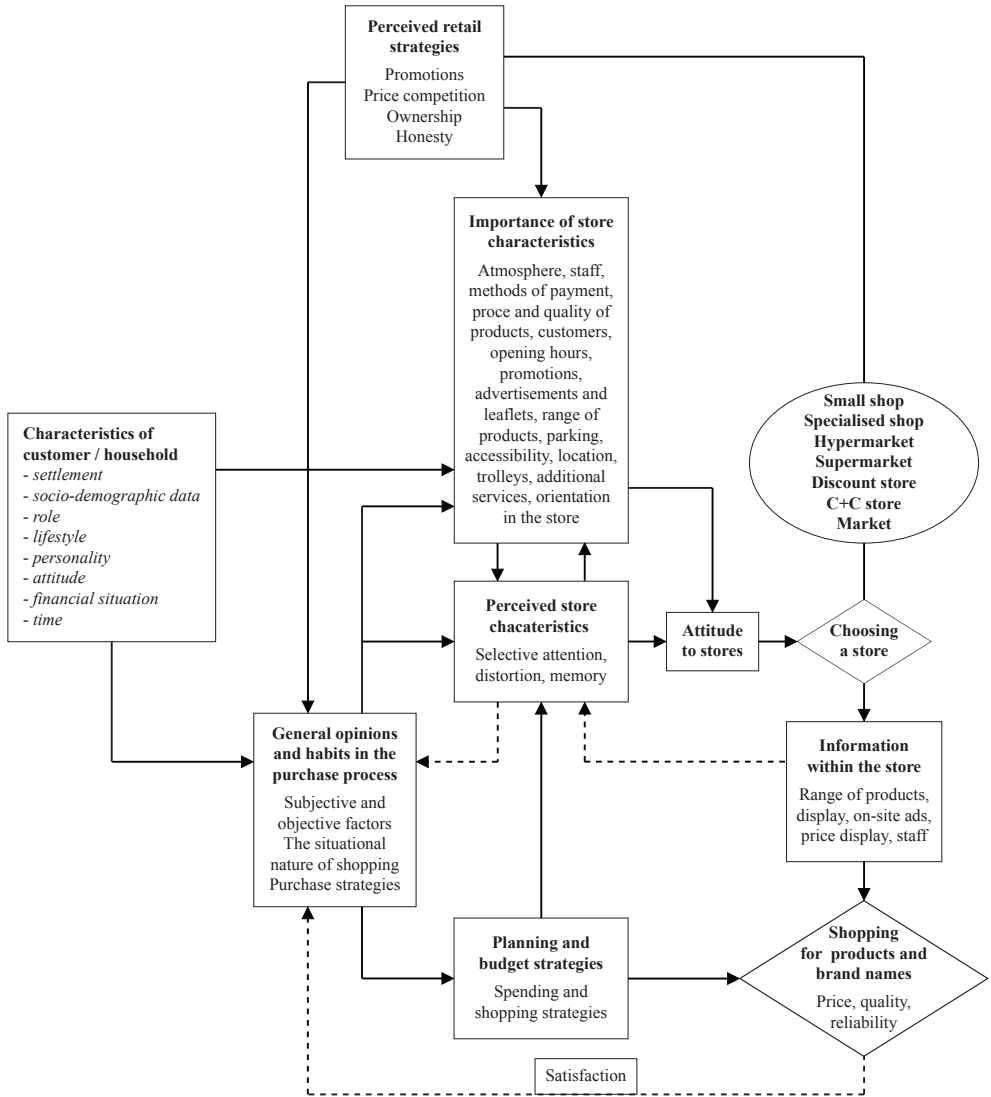 Perceived retail
strategies
Promotions
Price competition
Ownership
Honesty
Importance of store
characteristics
Atmosphere, staff,
methods of payment,
proce and quality of
products, customers,
opening hours,
promotions,
advertisements and
leaflets, range of
products, parking,
accessibility, location,
trolleys, additional
services, orientation
in the store
Small shop
Specialised shop
Hypermarket
Supermarket
Discount store
C+C store
Market
Characteristics of
customer / household
- settlement
- socio-demographic data
- role
- lifestyle
- personality
- attitude
- financial situation
- time
Perceived store
chacateristics
Selective attention,
distortion, memory
Attitude
to stores
Choosing
a store
General opinions
and habits in the
purchase process
Subjective and
objective factors
The situational
nature of shopping
Purchase strategies
Information
within the store
Range of products,
display, on-site ads,
price display, staff
Planning and
budget strategies
Spending and
shopping strategies
Shopping
for products and
brand names
Price, quality,
reliability
Satisfaction